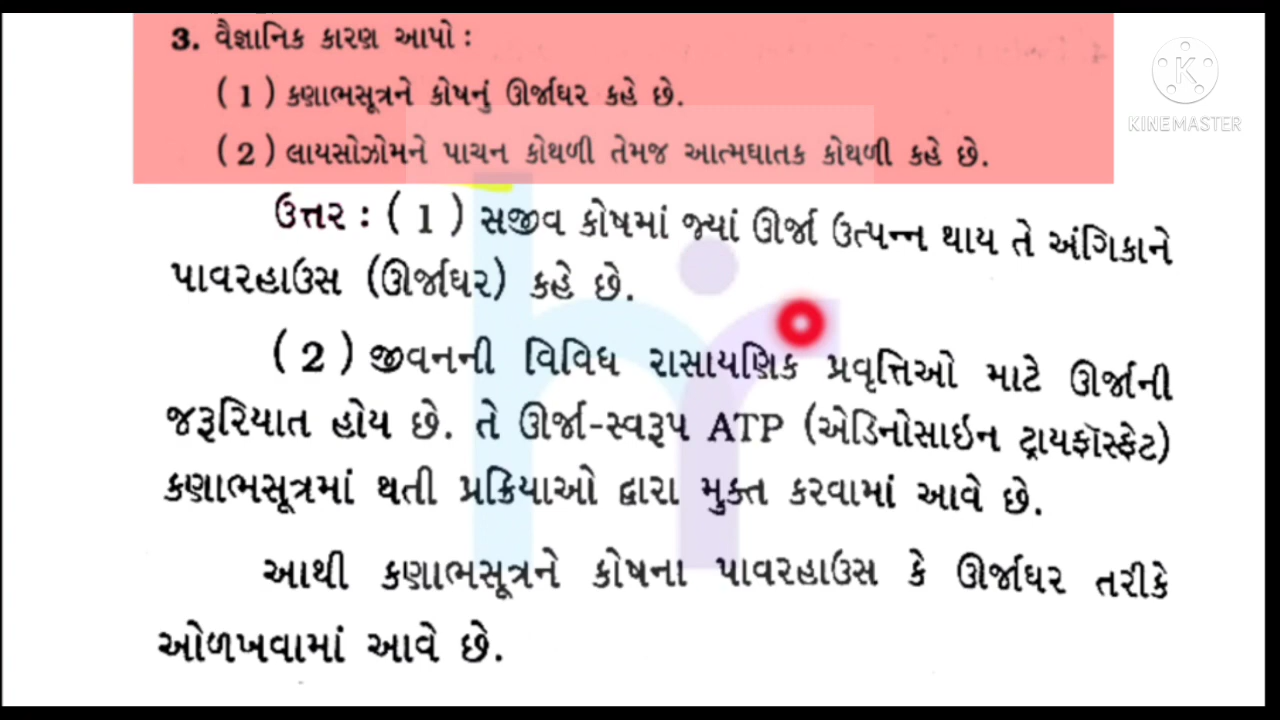 3. વૈજ્ઞાનિક કારણ આપો :
( 1 ) કણાભસૂત્રને કોષનું ઊર્જાઘર કહે છે.
( 2 ) લાયસોઝોમને પાચન કોથળી તેમજ આત્મઘાતક કોથળી કહે છે.
KINEMASTER
ઉત્તર : ( 1 ) સજીવ કોષમાં જ્યાં ઊર્જા ઉત્પન્ન થાય તે અંગિકાને
પાવરહાઉસ (ઊર્જાઘર) કહે છે.
( 2 ) જીવનની વિવિધ રાસાયણિક પ્રવૃત્તિઓ માટે ઊર્જાની
જરૂરિયાત હોય છે. તે ઊર્જા-સ્વરૂપ ATP (એડિનોસાઇન ટ્રાયફૉસ્ફેટ)
કણાભસૂત્રમાં થતી પ્રક્રિયાઓ દ્વારા મુક્ત કરવામાં આવે છે.
આથી કણાભસૂત્રને કોષના પાવરહાઉસ કે ઊર્જાઘર તરીકે
ઓળખવામાં આવે છે.